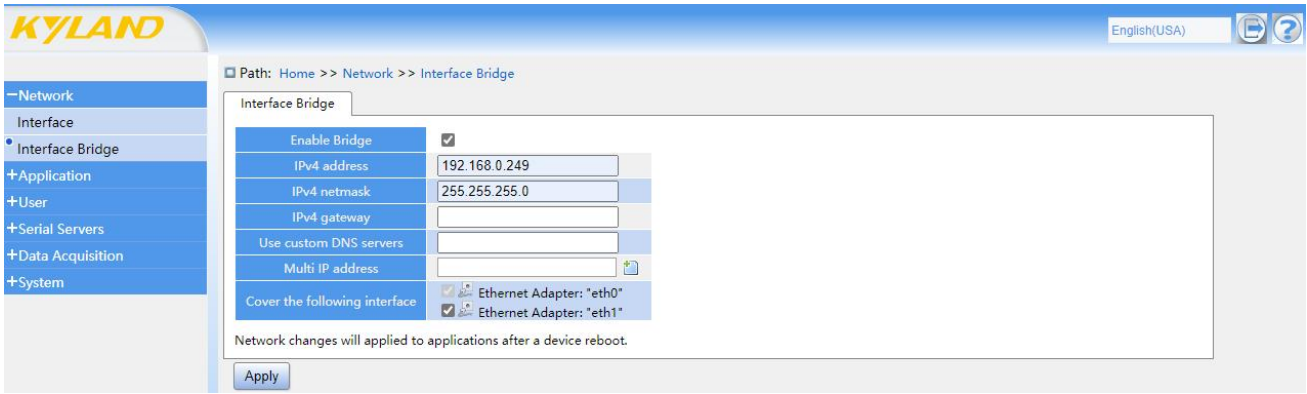 KYLAND
English(USA)
Path: Home >> Network >> Interface Bridge
−Network
Interface
Interface Bridge
+Application
+User
+Serial Servers
+Data Acquisition
+System
Interface Bridge
Enable Bridge
IPv4 address 192.168.0.249
IPv4 netmask 255.255.255.0
IPv4 gateway
Use custom DNS servers
Multi IP address
Cover the following interface
Ethernet Adapter: "eth0"
Ethernet Adapter: "eth1"
Network changes will applied to applications after a device reboot.
Apply